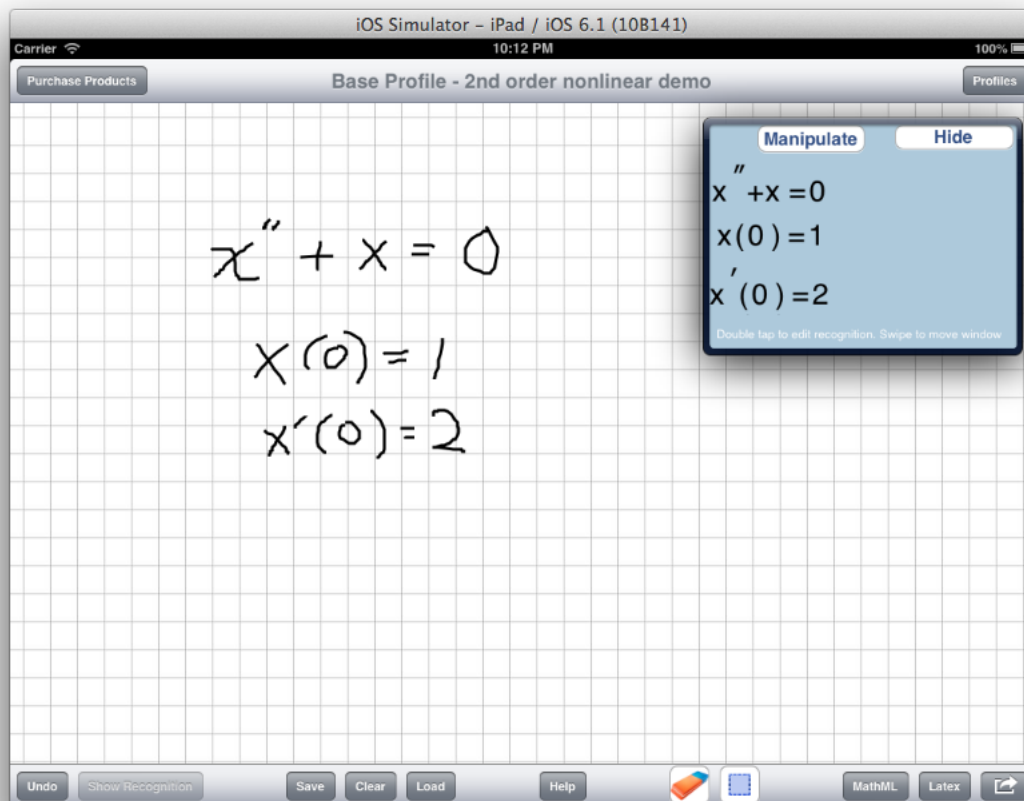 iOS Simulator – iPad / iOS 6.1 (10B141)
Carrier 10:12 PM 100%
Purchase Products Base Profile - 2nd order nonlinear demo Profiles
Manipulate Hide
x″+x=0
x(0)=1
x′(0)=2
Double tap to edit recognition. Swipe to move window
x″ + x = 0
x(0) = 1
x′(0) = 2
Undo Show Recognition Save Clear Load Help MathML Latex